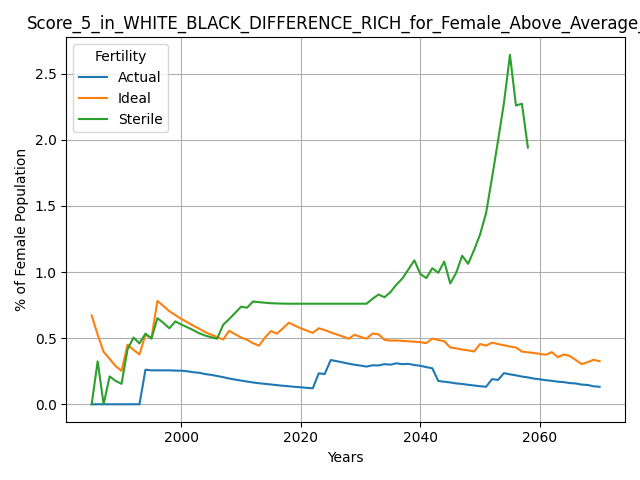 Score_5_in_WHITE_BLACK_DIFFERENCE_RICH_for_Female_Above_Average_
Fertility
Actual
Ideal
Sterile
% of Female Population
2.5
2.0
1.5
1.0
0.5
0.0
2000
2020
2040
2060
Years